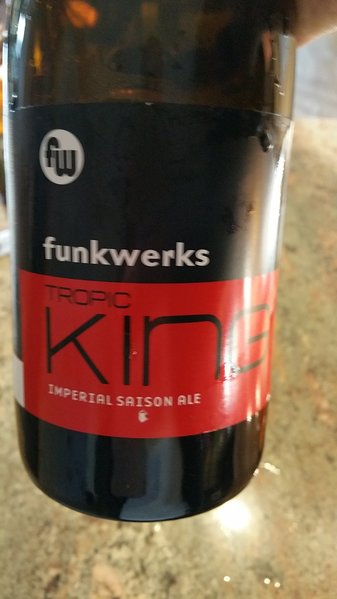 fw
funkwerks
TROPIC
KING
IMPERIAL SAISON ALE